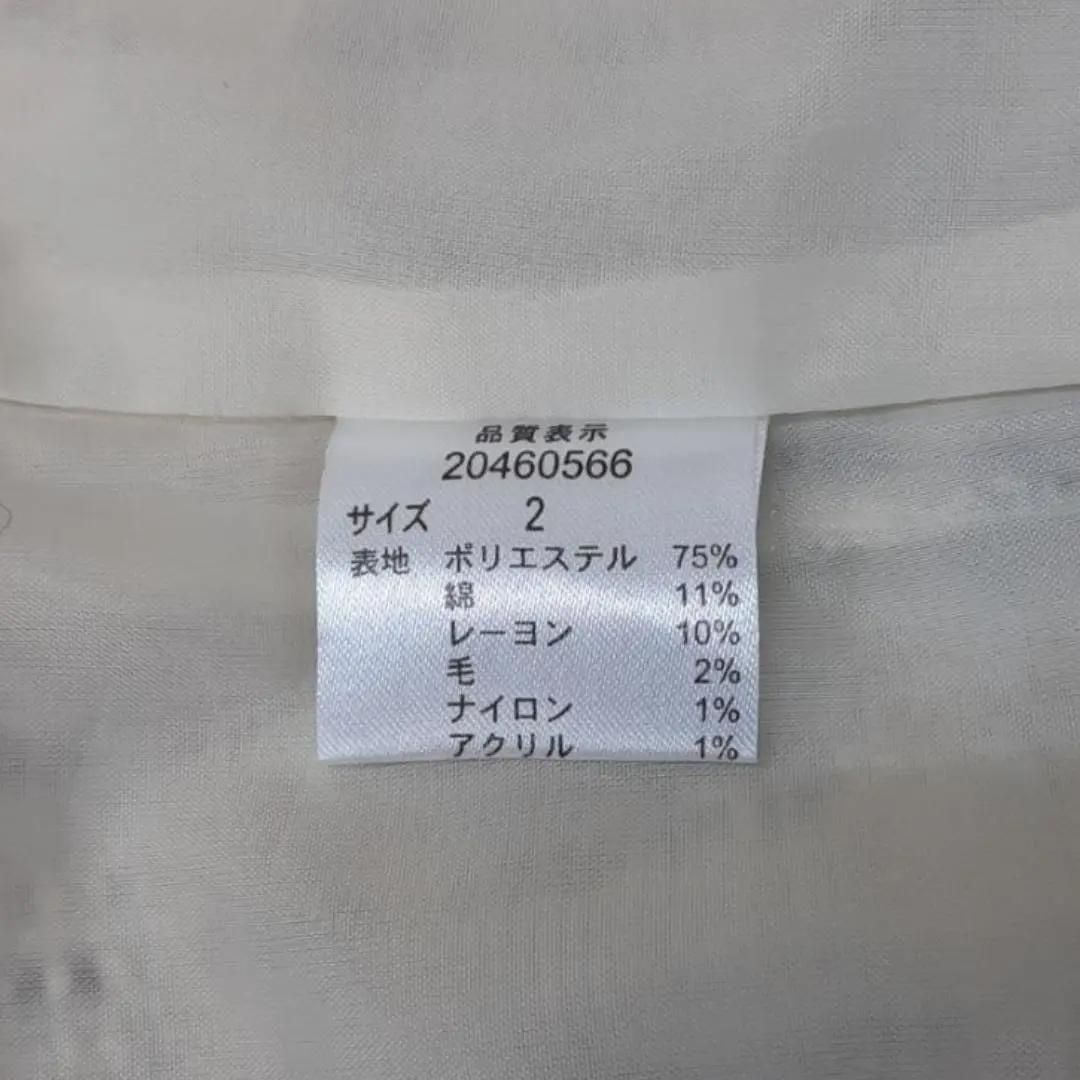 品質表示
20460566
サイズ 2
表地 ポリエステル 75%
綿 11%
レーヨン 10%
毛 2%
ナイロン 1%
アクリル 1%